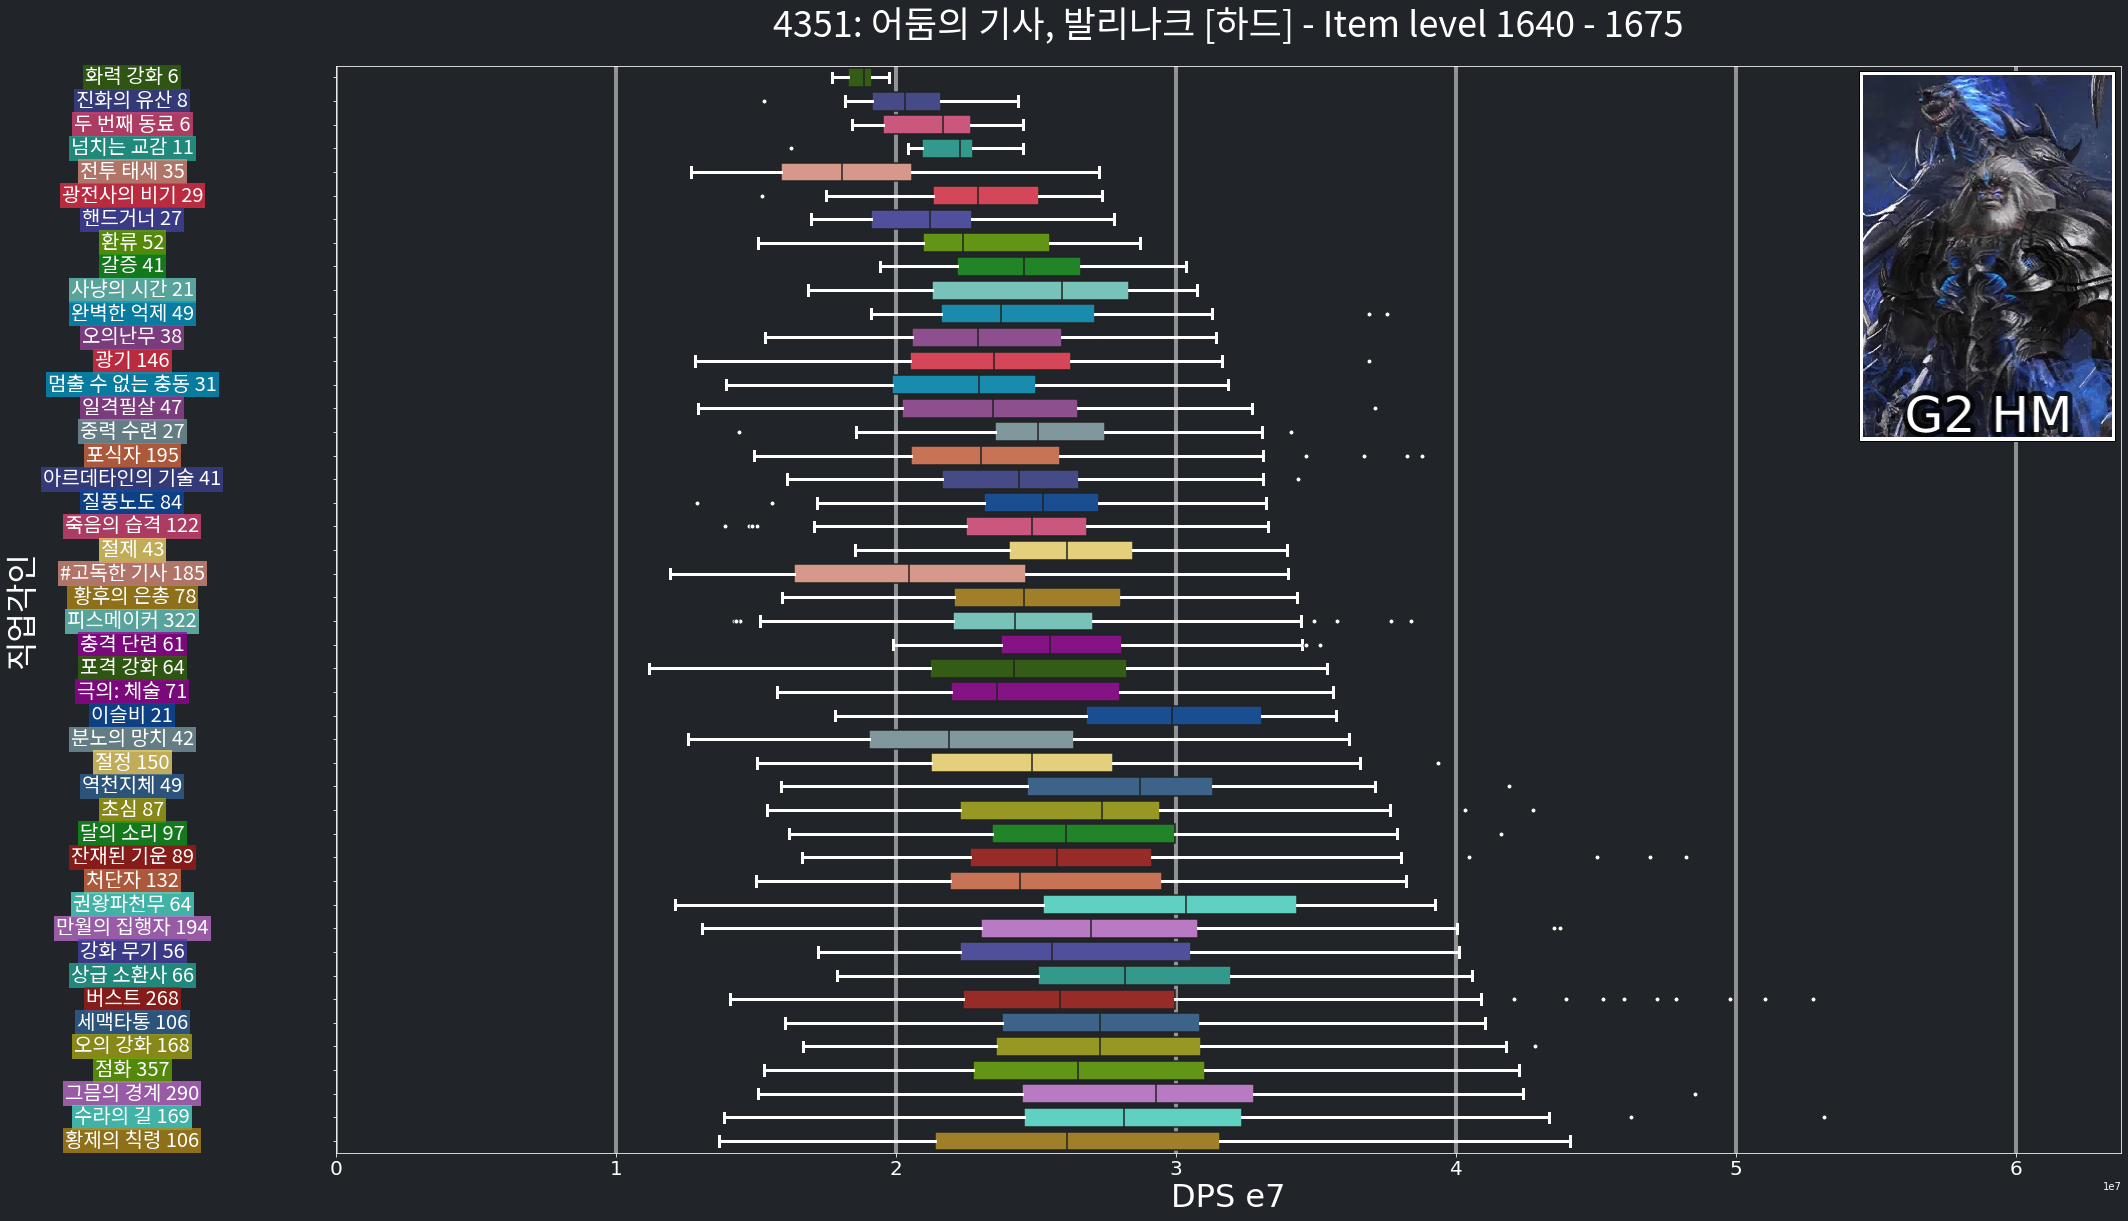 4351: 어둠의 기사, 발리나크 [하드] - Item level 1640 - 1675
직업각인
화력 강화 6
진화의 유산 8
두 번째 동료 6
넘치는 교감 11
전투 태세 35
광전사의 비기 29
핸드거너 27
환류 52
갈증 41
사냥의 시간 21
완벽한 억제 49
오의난무 38
광기 146
멈출 수 없는 충동 31
일격필살 47
중력 수련 27
포식자 195
아르데타인의 기술 41
질풍노도 84
죽음의 습격 122
절제 43
#고독한 기사 185
황후의 은총 78
피스메이커 322
충격 단련 61
포격 강화 64
극의: 체술 71
이슬비 21
분노의 망치 42
절정 150
역천지체 49
초심 87
달의 소리 97
잔재된 기운 89
처단자 132
권왕파천무 64
만월의 집행자 194
강화 무기 56
상급 소환사 66
버스트 268
세맥타통 106
오의 강화 168
점화 357
그믐의 경계 290
수라의 길 169
황제의 칙령 106
G2 HM
0 1 2 3 4 5 6
DPS e7
1e7